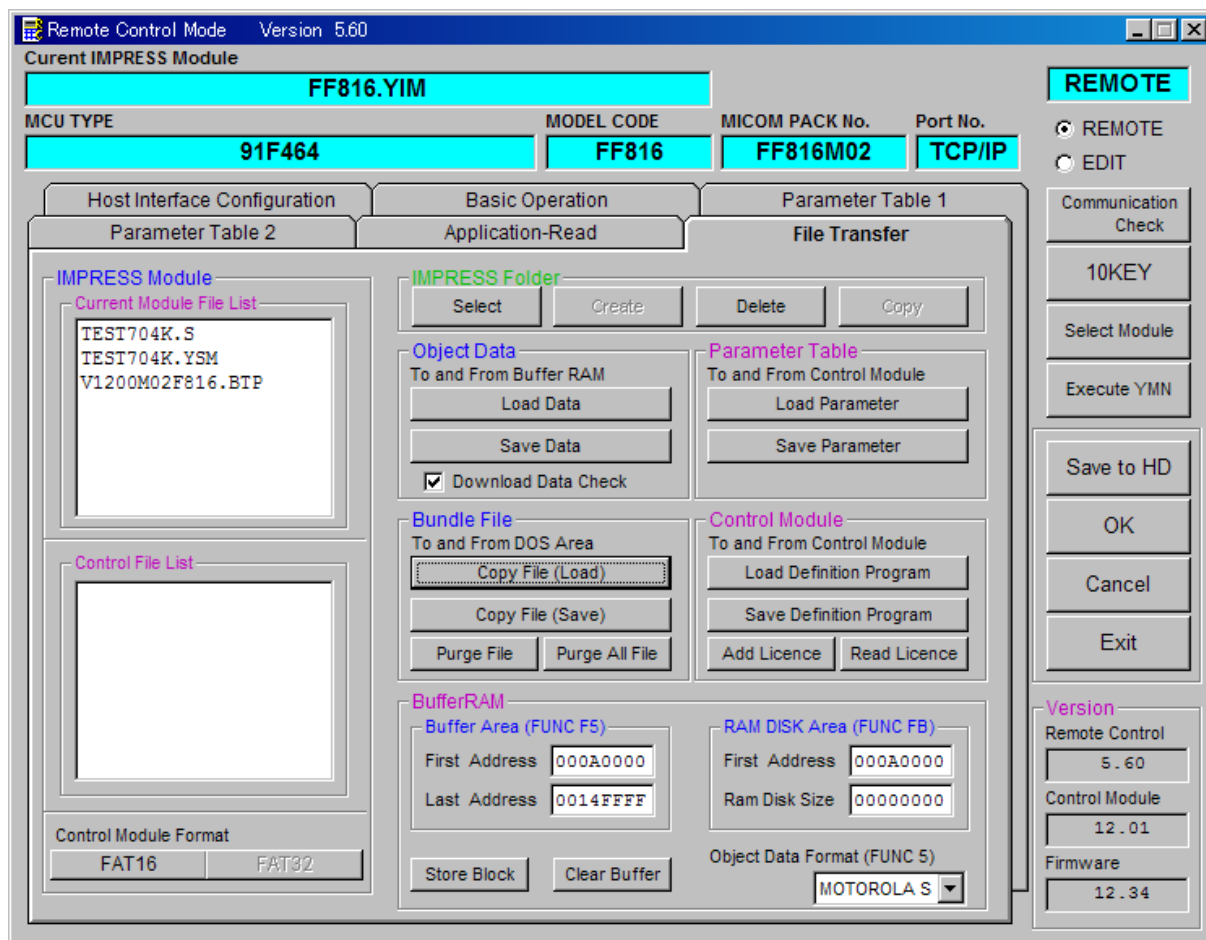 Remote Control Mode Version 5.60
Curent IMPRESS Module
FF816.YIM
REMOTE
MCU TYPE
MODEL CODE
MICOM PACK No.
Port No.
91F464
FF816
FF816M02
TCP/IP
REMOTE
EDIT
Host Interface Configuration
Basic Operation
Parameter Table 1
Parameter Table 2
Application-Read
File Transfer
Communication
Check
10KEY
Select Module
Execute YMN
Save to HD
OK
Cancel
Exit
IMPRESS Module
Current Module File List
TEST704K.S
TEST704K.YSM
V1200M02F816.BTP
Control File List
Control Module Format
FAT16
FAT32
IMPRESS Folder
Select
Create
Delete
Copy
Object Data
To and From Buffer RAM
Load Data
Save Data
Download Data Check
Parameter Table
To and From Control Module
Load Parameter
Save Parameter
Bundle File
To and From DOS Area
Copy File (Load)
Copy File (Save)
Purge File
Purge All File
Control Module
To and From Control Module
Load Definition Program
Save Definition Program
Add Licence
Read Licence
BufferRAM
Buffer Area (FUNC F5)
First Address 000A0000
Last Address 0014FFFF
RAM DISK Area (FUNC FB)
First Address 000A0000
Ram Disk Size 00000000
Store Block
Clear Buffer
Object Data Format (FUNC 5)
MOTOROLA S
Version
Remote Control
5.60
Control Module
12.01
Firmware
12.34